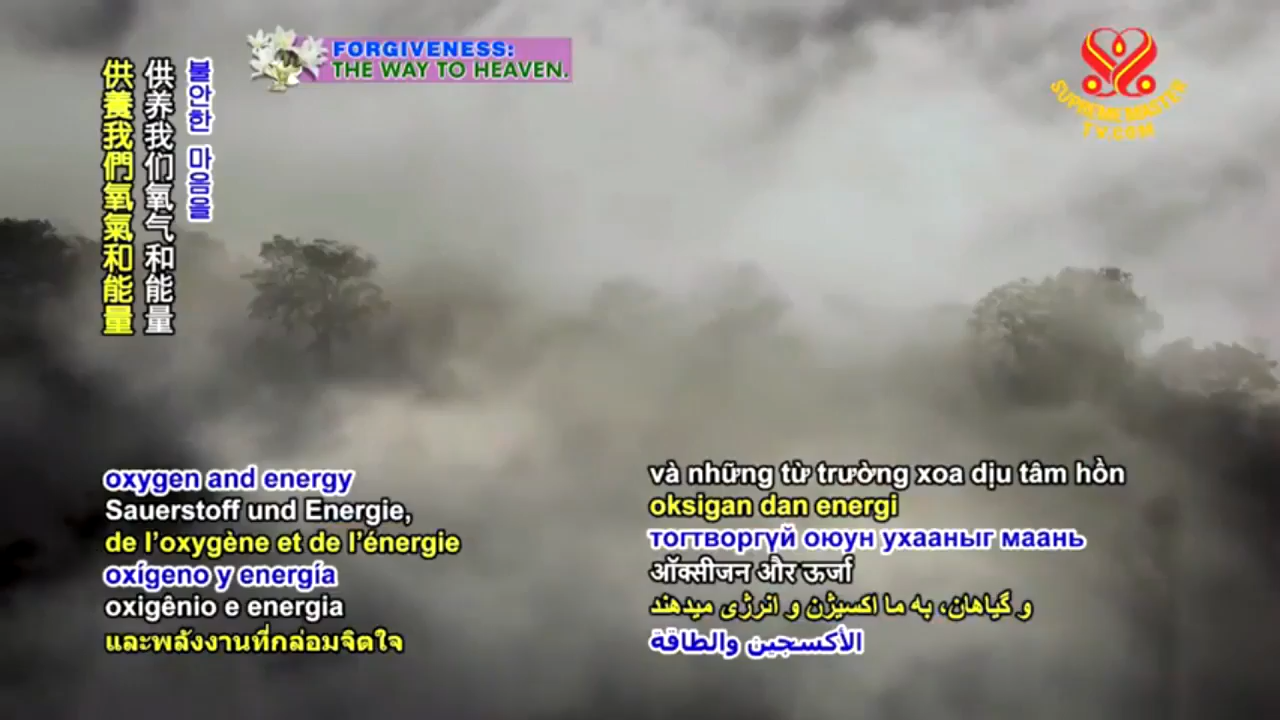 FORGIVENESS:
THE WAY TO HEAVEN.
SUPREME MASTER
TV.COM
불안한 마음을
供养我们氧气和能量
供養我們氧氣和能量
oxygen and energy
Sauerstoff und Energie,
de l'oxygène et de l'énergie
oxígeno y energía
oxigênio e energia
และพลังงานที่กล่อมจิตใจ
và những từ trường xoa dịu tâm hồn
oksigan dan energi
тогтворгүй оюун ухааныг маань
ऑक्सीजन और ऊर्जा
و گیاهان، به ما اکسیژن و انرژی میدهند
الأكسجين والطاقة